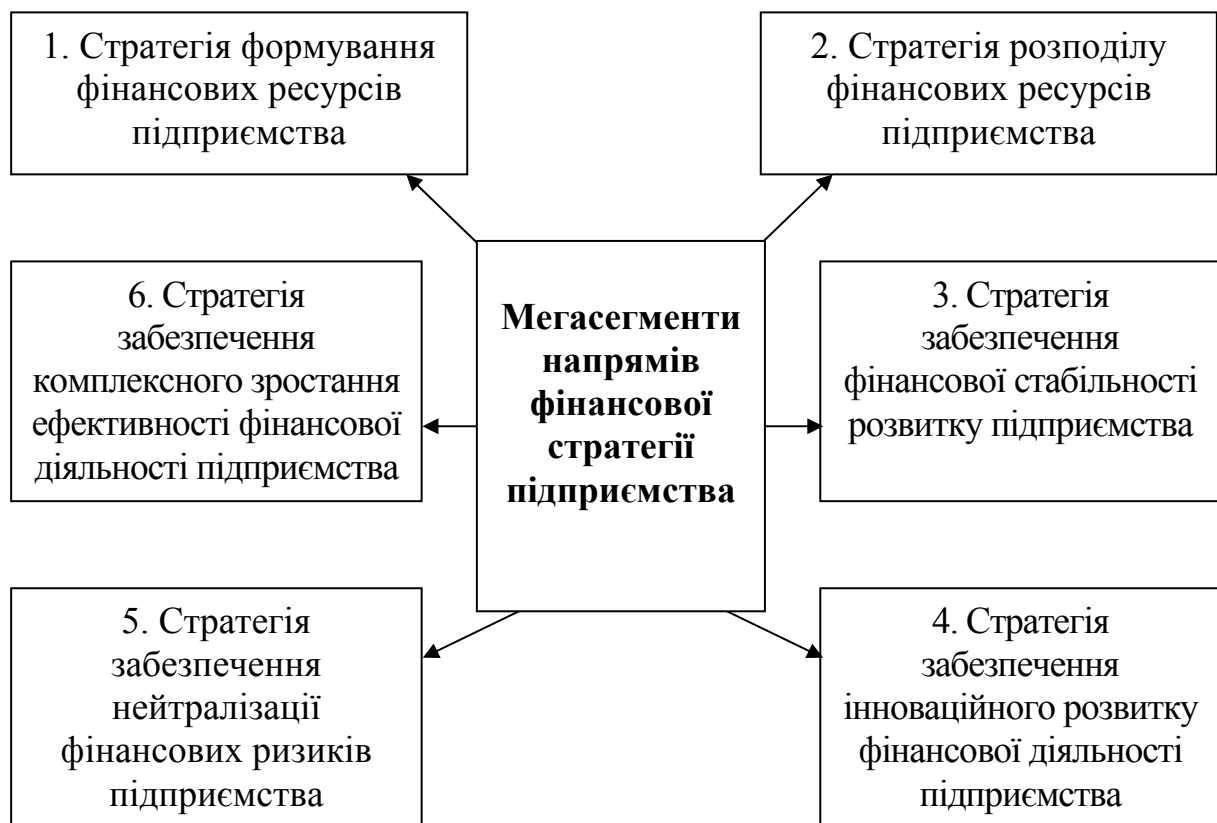 1. Стратегія формування
фінансових ресурсів
підприємства
2. Стратегія розподілу
фінансових ресурсів
підприємства
6. Стратегія
забезпечення
комплексного зростання
ефективності фінансової
діяльності підприємства
Мегасегменти
напрямів
фінансової
стратегії
підприємства
3. Стратегія
забезпечення
фінансової стабільності
розвитку підприємства
5. Стратегія
забезпечення
нейтралізації
фінансових ризиків
підприємства
4. Стратегія
забезпечення
інноваційного розвитку
фінансової діяльності
підприємства